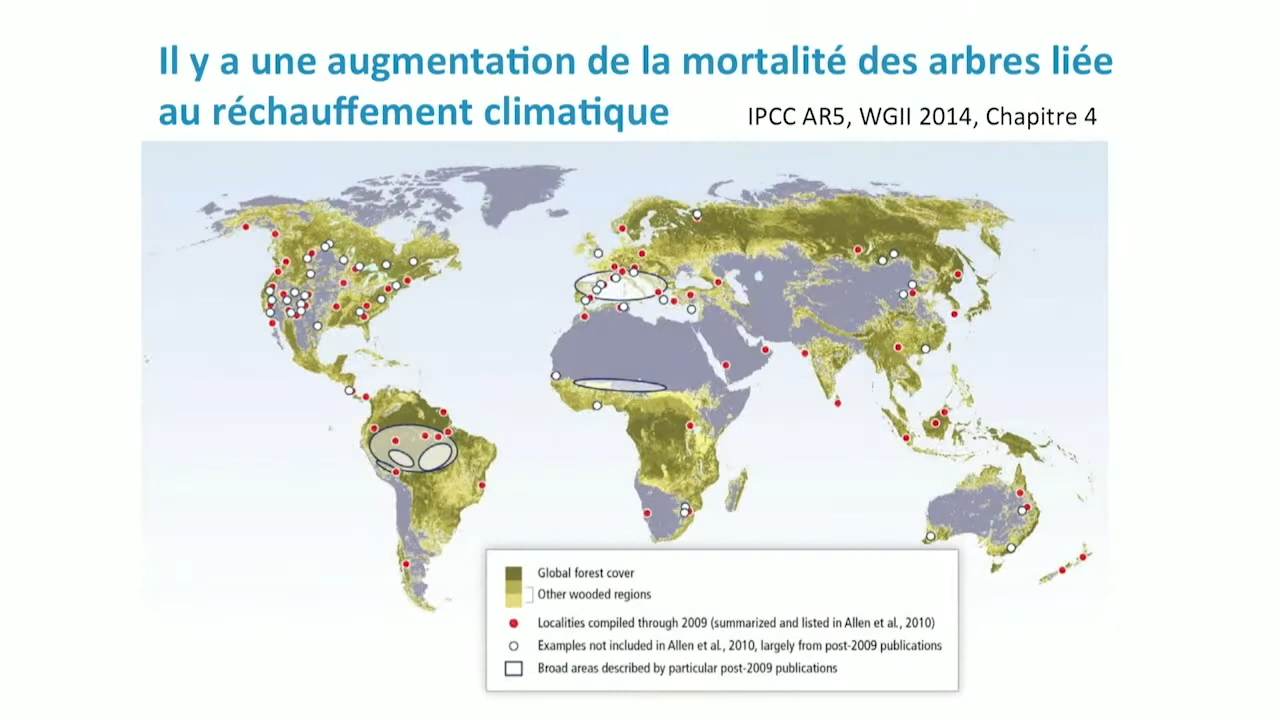 Il y a une augmentation de la mortalité des arbres liée
au réchauffement climatique
IPCC AR5, WGII 2014, Chapitre 4
Global forest cover
Other wooded regions
Localities compiled through 2009 (summarized and listed in Allen et al., 2010)
Examples not included in Allen et al., 2010, largely from post-2009 publications
Broad areas described by particular post-2009 publications